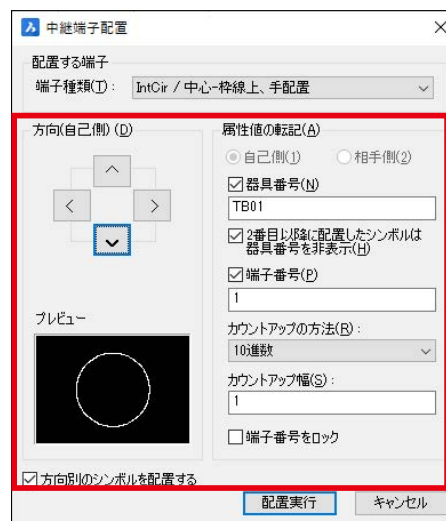 中継端子配置
配置する端子
端子種類(T)： IntCir / 中心-枠線上、手配置
方向(自己側) (D)
属性値の転記(A)
自己側(1) 相手側(2)
器具番号(N)
TB01
2番目以降に配置したシンボルは
器具番号を非表示(H)
端子番号(P)
1
カウントアップの方法(R)：
10進数
カウントアップ幅(S)：
1
端子番号をロック
プレビュー
方向別のシンボルを配置する
配置実行 キャンセル